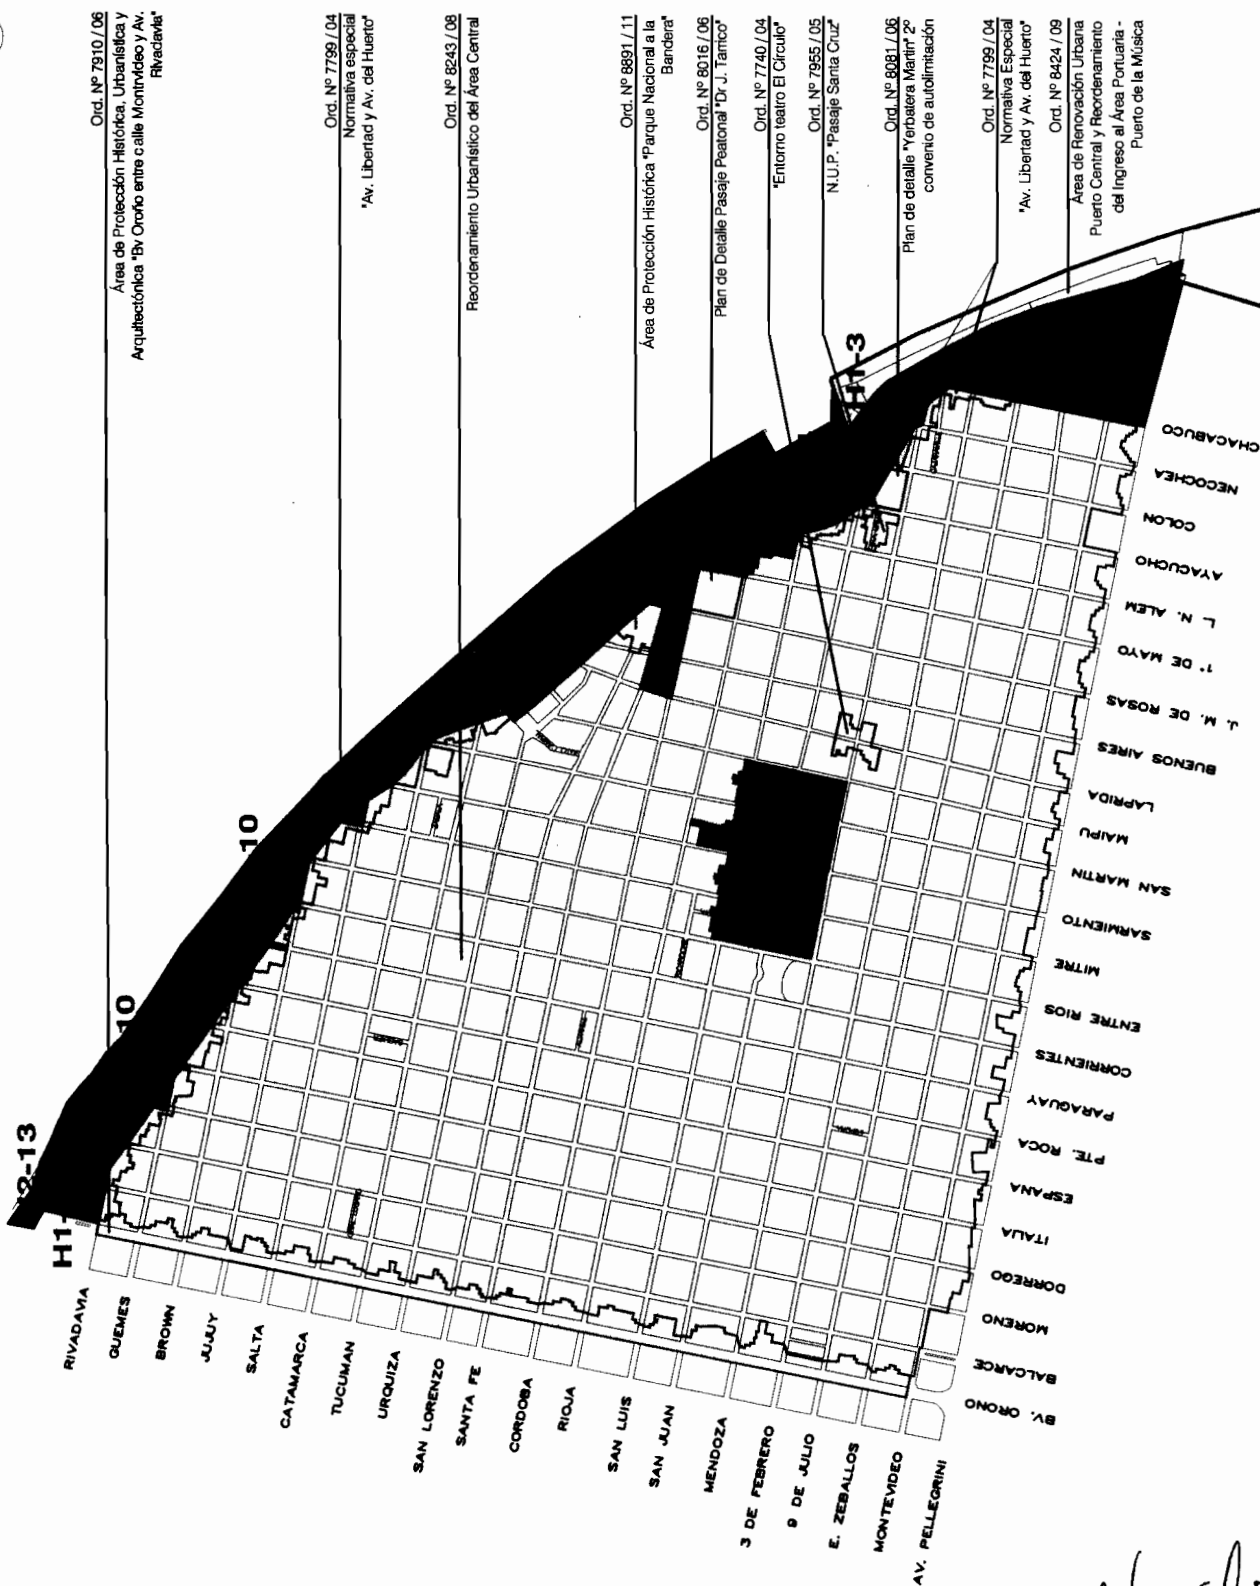 Ord. Nº 7910 / 06
Área de Protección Histórica, Urbanística y
Arquitectónica "Bv Oroño entre calle Montvideo y Av.
Rivadavia"
Ord. Nº 7799 / 04
Normativa especial
"Av. Libertad y Av. del Huerto"
Ord. Nº 8243 / 08
Reordenamiento Urbanístico del Área Central
Ord. Nº 8891 / 11
Área de Protección Histórica "Parque Nacional a la
Bandera"
Ord. Nº 8016 / 06
Plan de Detalle Pasaje Peatonal "Dr J. Tarrico"
Ord. Nº 7740 / 04
"Entorno teatro El Círculo"
Ord. Nº 7955 / 05
N.U.P. "Pasaje Santa Cruz"
Ord. Nº 8081 / 06
Plan de detalle "Yerbatera Martin" 2º
convenio de autolimitación
Ord. Nº 7799 / 04
Normativa Especial
"Av. Libertad y Av. del Huerto"
Ord. Nº 8424 / 09
Área de Renovación Urbana
Puerto Central y Reordenamiento
del Ingreso al Área Portuaria -
Puerto de la Música
2-13
H1-
10
10
H1-3
RIVADAVIA
GUEMES
BROWN
JUJUY
SALTA
CATAMARCA
TUCUMAN
URQUIZA
SAN LORENZO
SANTA FE
CORDOBA
RIOJA
SAN LUIS
SAN JUAN
MENDOZA
3 DE FEBRERO
9 DE JULIO
E. ZEBALLOS
MONTEVIDEO
AV. PELLEGRINI
CHACABUCO
NECOCHEA
COLON
AYACUCHO
L. N. ALEM
1º DE MAYO
J. M. DE ROSAS
BUENOS AIRES
LAPRIDA
MAIPU
SAN MARTIN
SARMIENTO
MITRE
ENTRE RIOS
CORRIENTES
PARAGUAY
PTE. ROCA
ESPANA
ITALIA
DORREGO
MORENO
BALCARCE
BV. ORONO